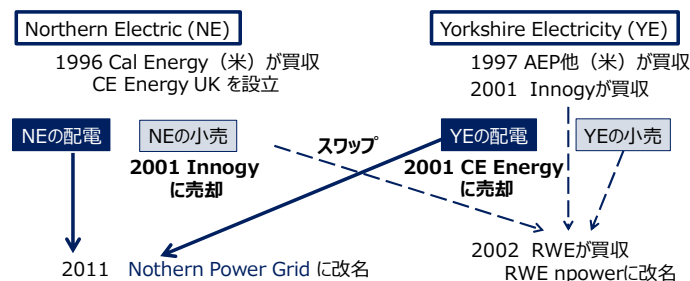 Northern Electric (NE)
1996 Cal Energy（米）が買収
CE Energy UK を設立
Yorkshire Electricity (YE)
1997 AEP他（米）が買収
2001 Innogyが買収
NEの配電
NEの小売
スワップ
YEの配電
YEの小売
2001 Innogy
に売却
2001 CE Energy
に売却
2011 Nothern Power Grid に改名
2002 RWEが買収
RWE npowerに改名